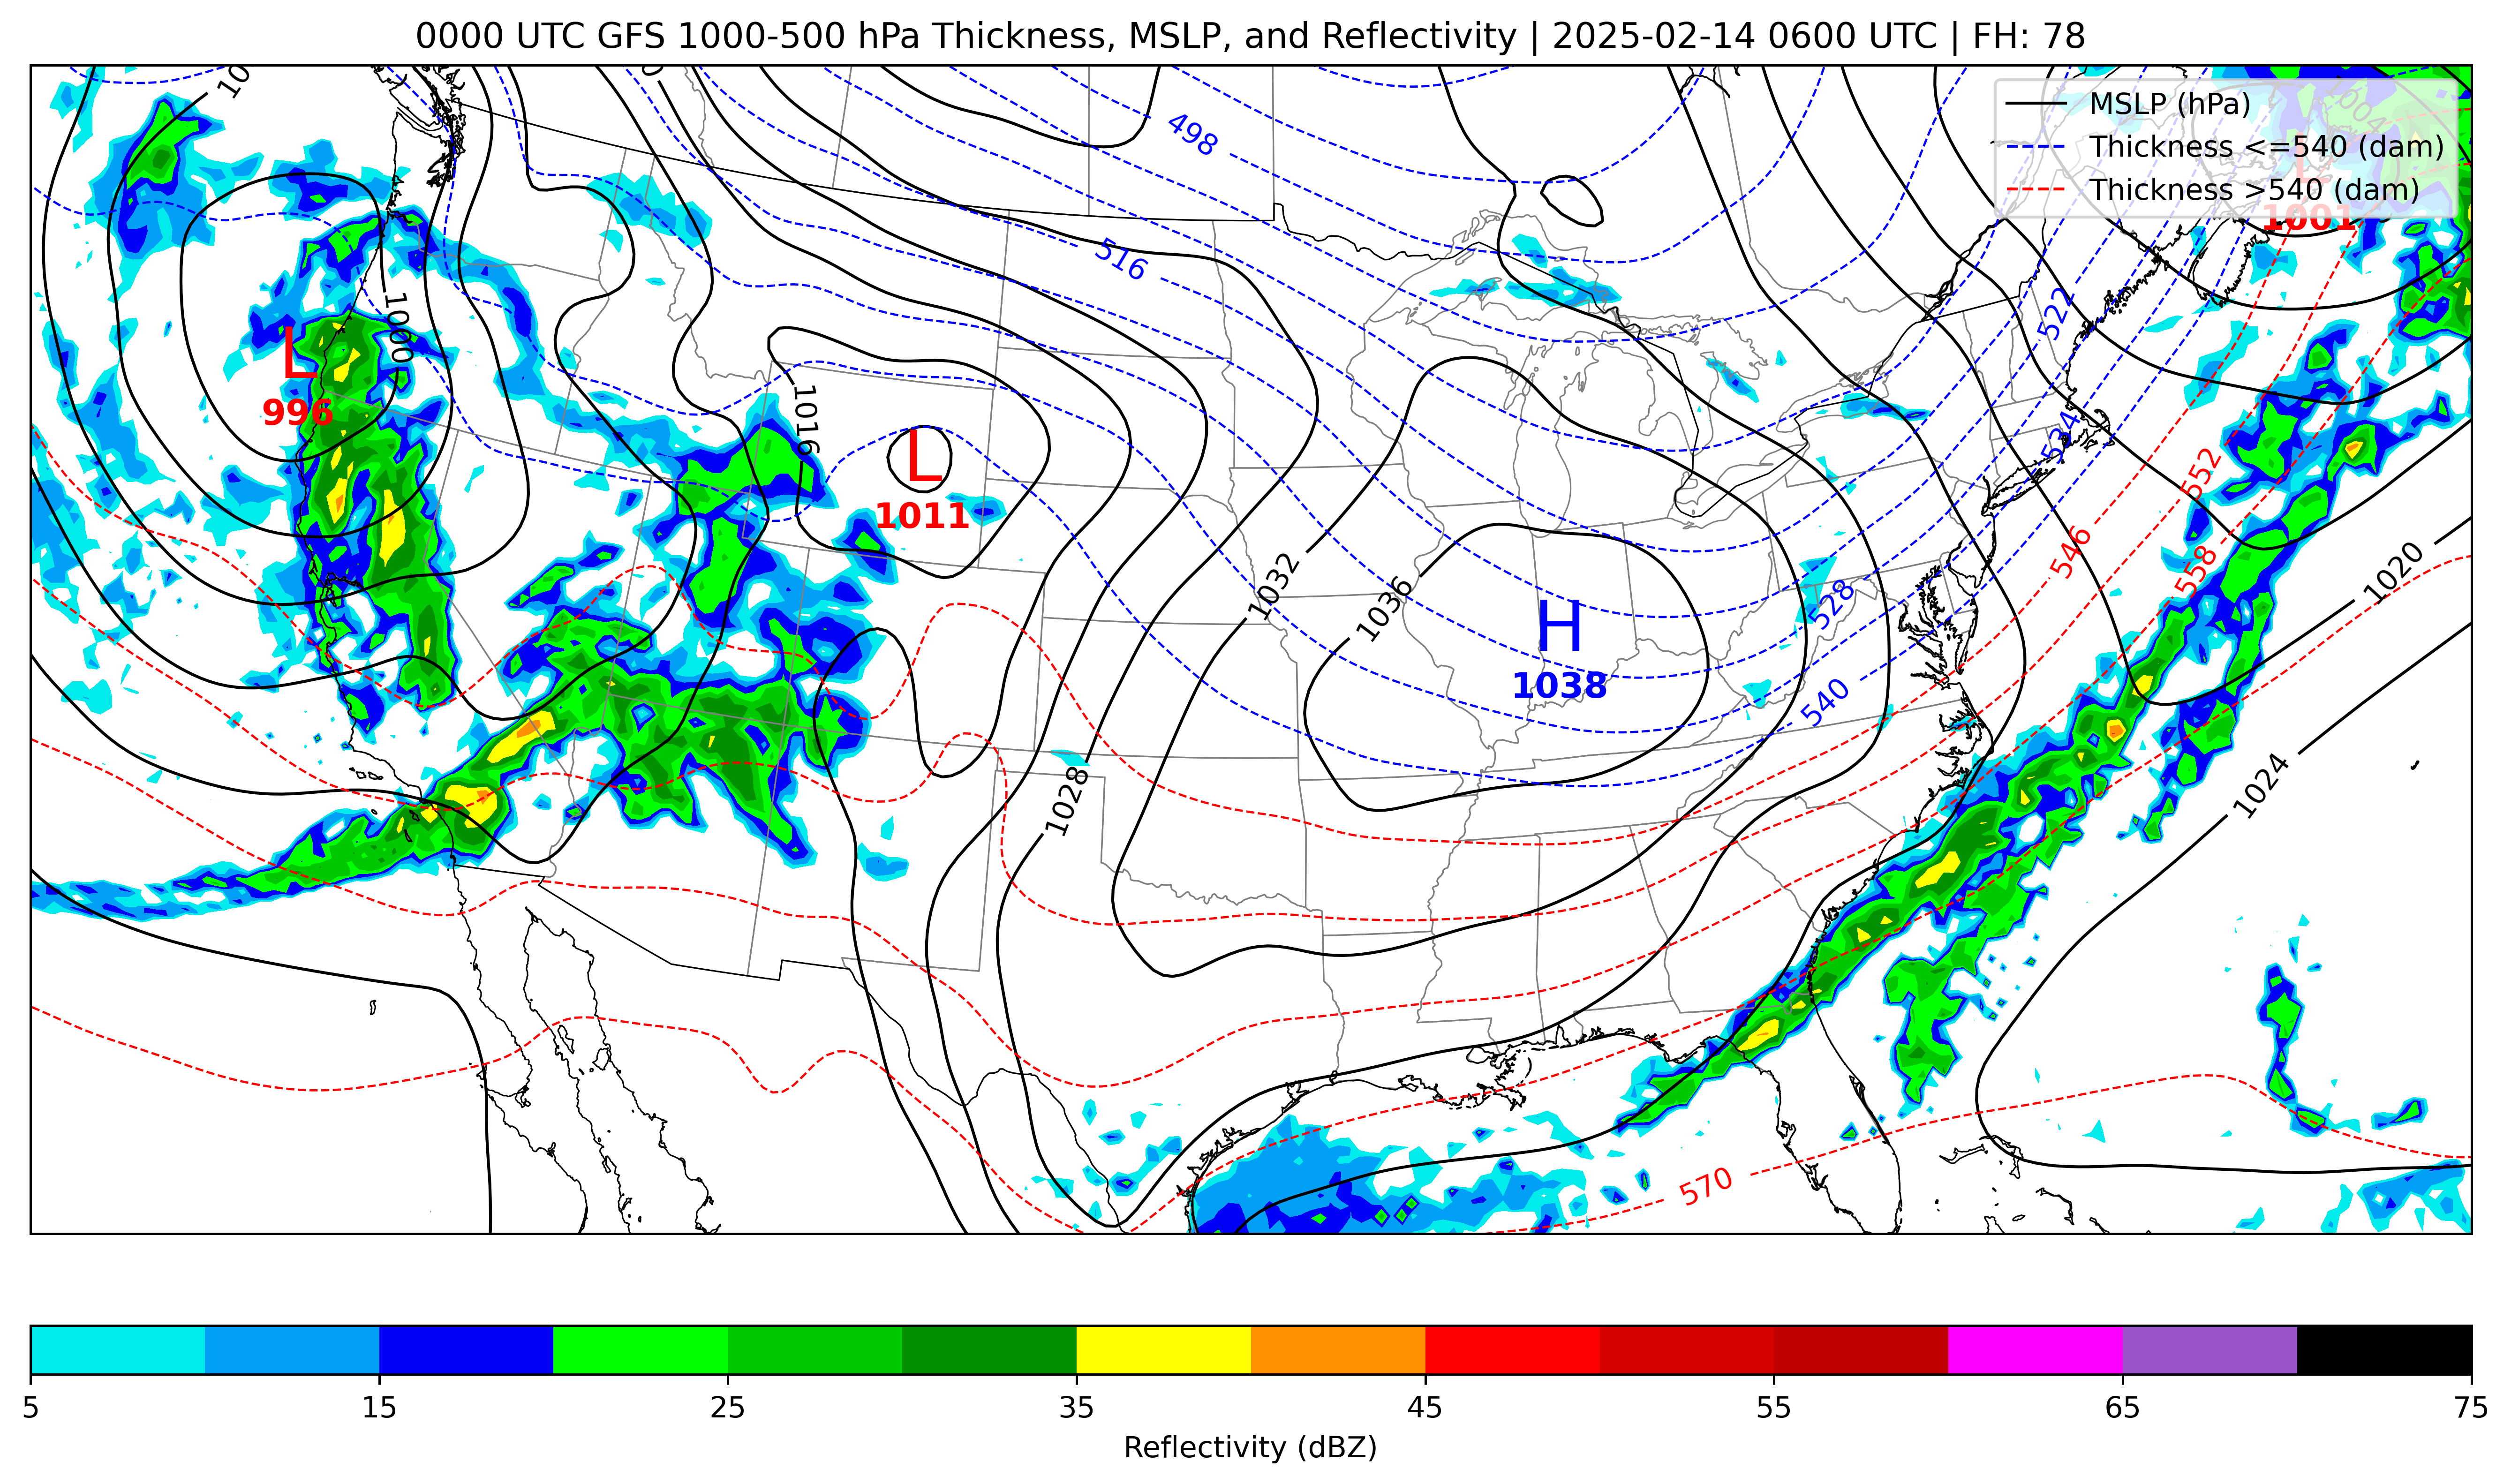 0000 UTC GFS 1000-500 hPa Thickness, MSLP, and Reflectivity | 2025-02-14 0600 UTC | FH: 78
MSLP (hPa)
Thickness <=540 (dam)
Thickness >540 (dam)
1004
498
516
1001
1000
L
996
522
1016
L
1011
534
552
546
558
1020
1032
1036
H
1038
528
540
1028
1024
570
5 15 25 35 45 55 65 75
Reflectivity (dBZ)